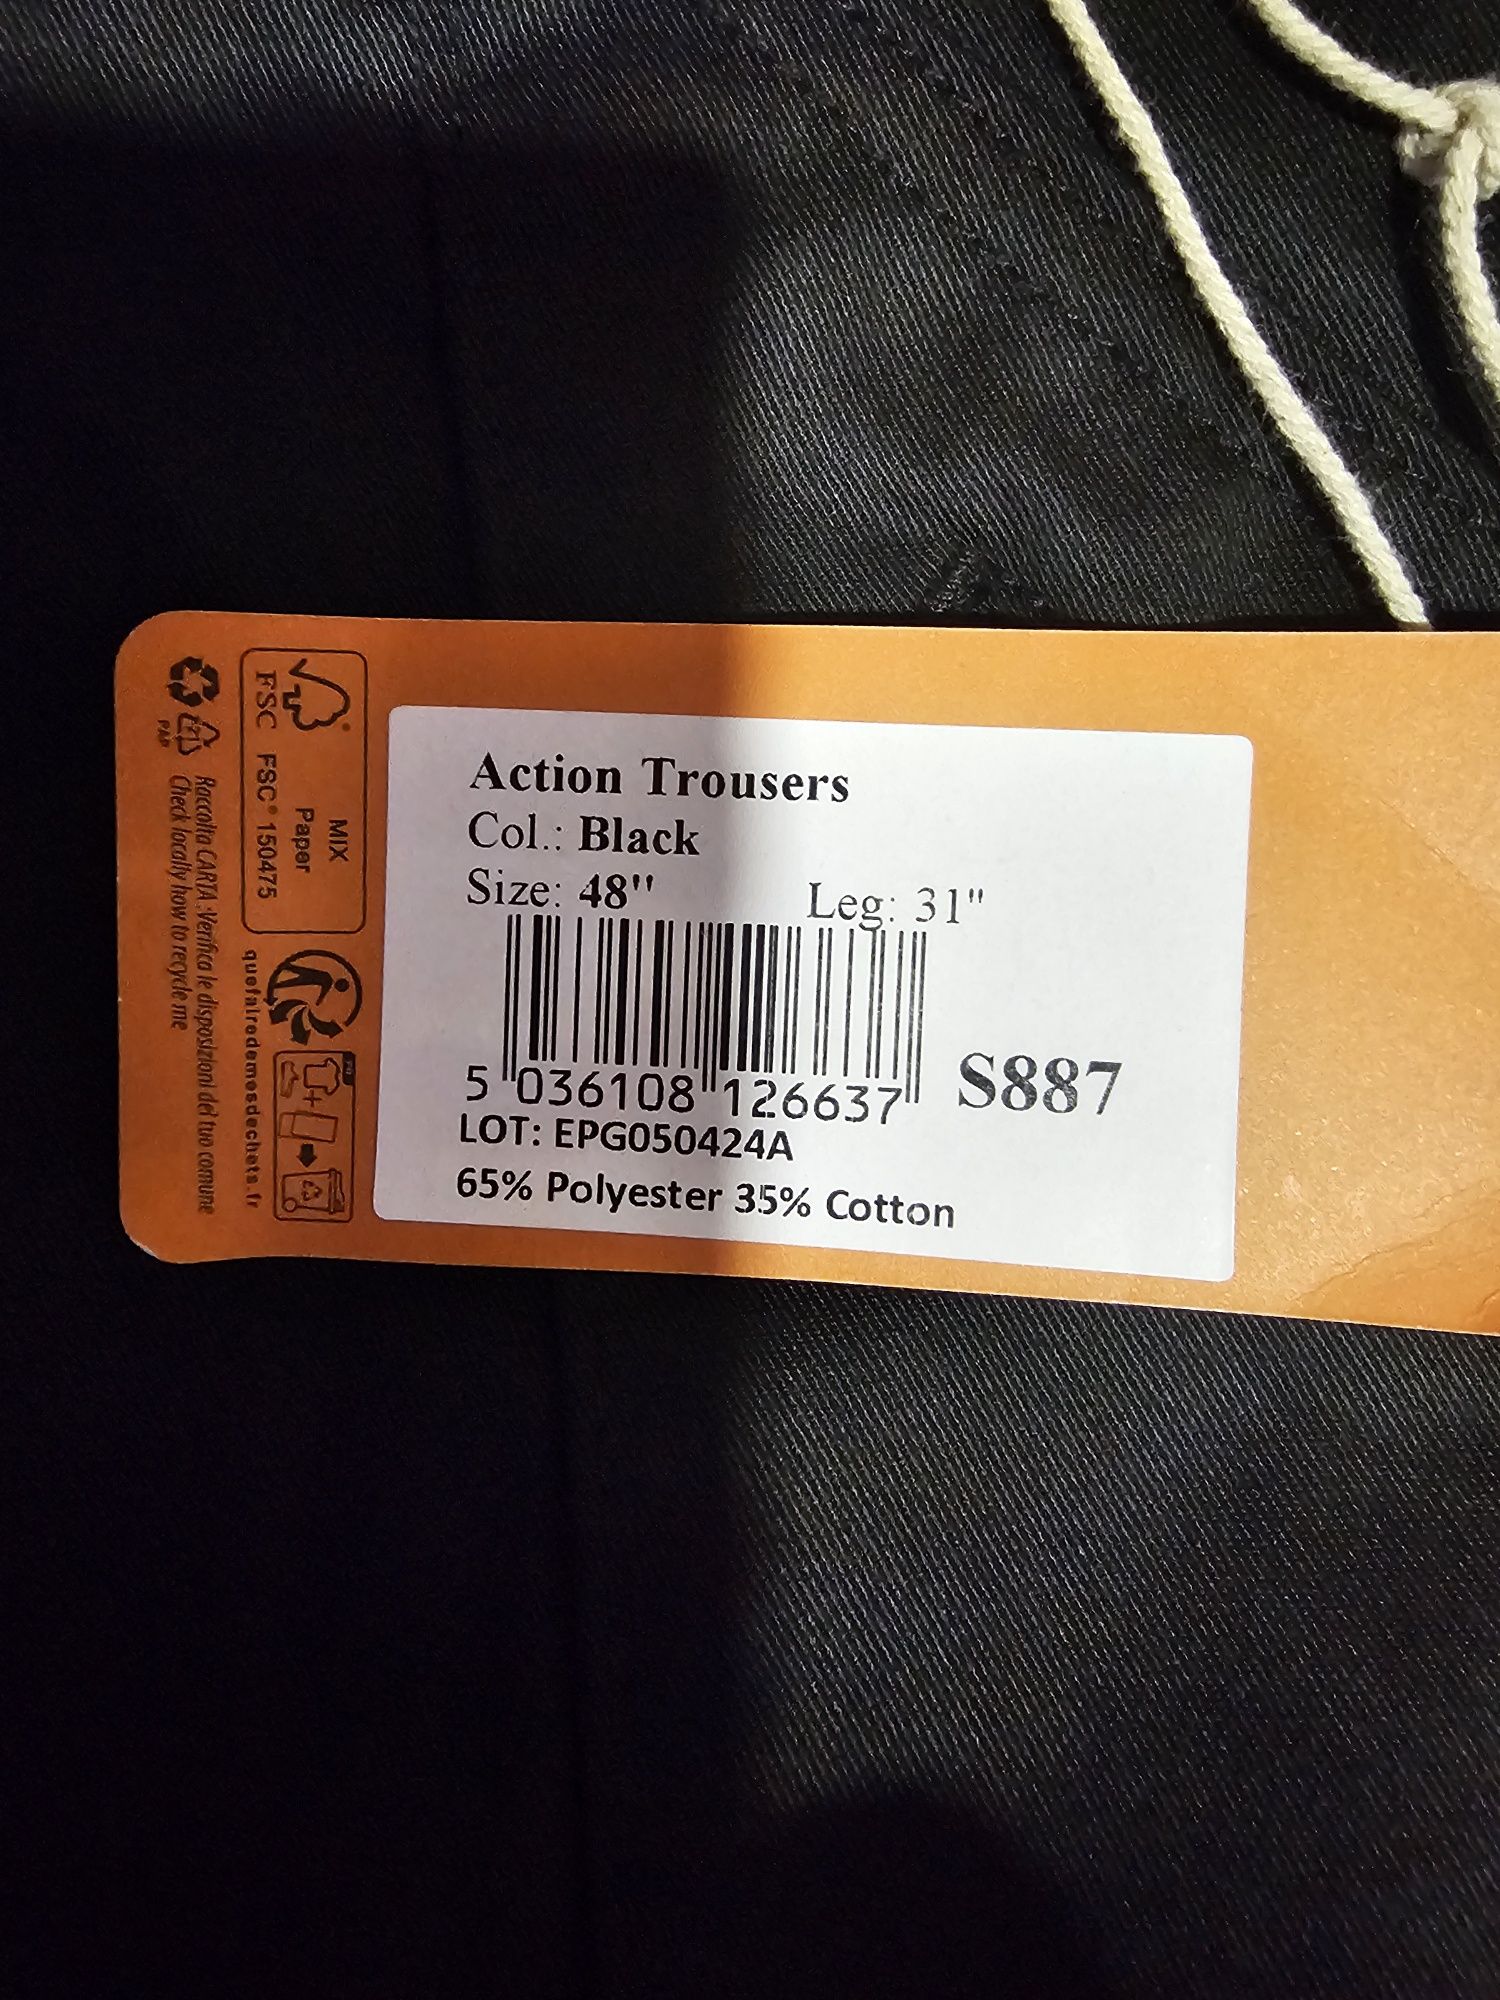 Action Trousers
Col.: Black
Size: 48" Leg: 31"
5 036108 126637
S887
LOT: EPG050424A
65% Polyester 35% Cotton
FSC
MIX
Paper
FSC® 150475
quefairedemesdechets.fr
21
PAP
Raccolta CARTA. Verifica le disposizioni del tuo comune
Check locally how to recycle me